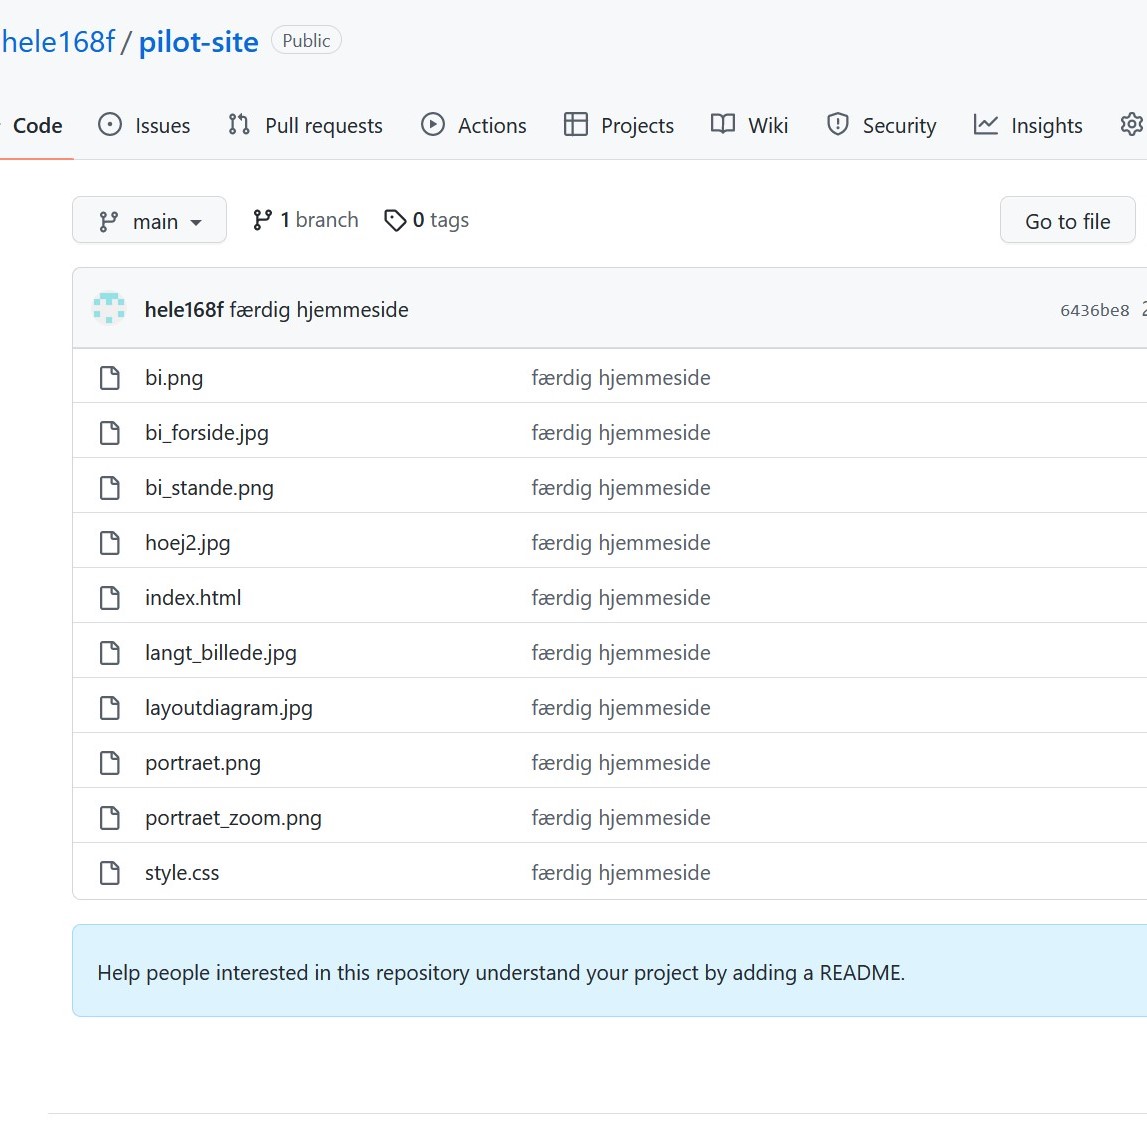 hele168f / pilot-site Public
Code Issues Pull requests Actions Projects Wiki Security Insights
main 1 branch 0 tags Go to file
hele168f færdig hjemmeside 6436be8
bi.png færdig hjemmeside
bi_forside.jpg færdig hjemmeside
bi_stande.png færdig hjemmeside
hoej2.jpg færdig hjemmeside
index.html færdig hjemmeside
langt_billede.jpg færdig hjemmeside
layoutdiagram.jpg færdig hjemmeside
portraet.png færdig hjemmeside
portraet_zoom.png færdig hjemmeside
style.css færdig hjemmeside
Help people interested in this repository understand your project by adding a README.